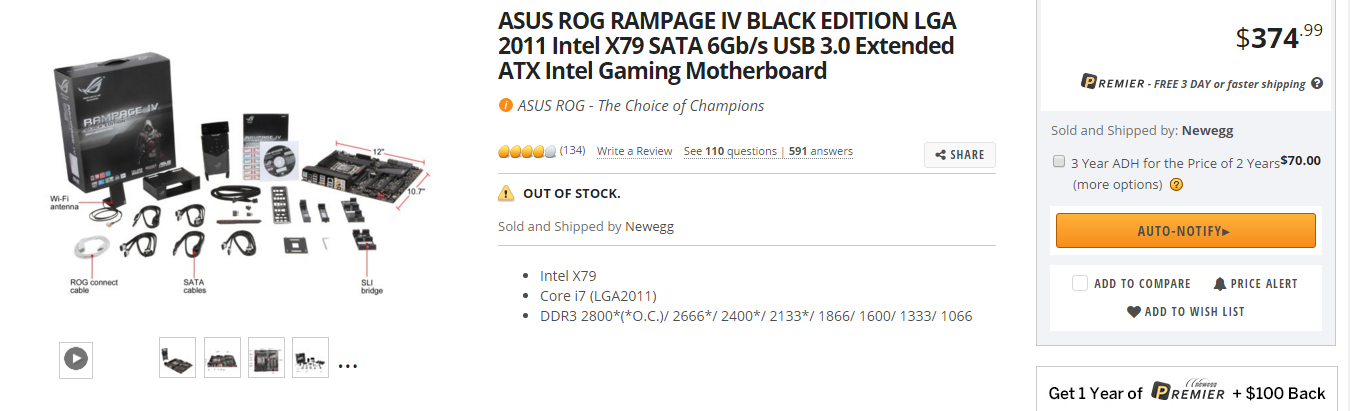 ASUS ROG RAMPAGE IV BLACK EDITION LGA
2011 Intel X79 SATA 6Gb/s USB 3.0 Extended
ATX Intel Gaming Motherboard
ASUS ROG - The Choice of Champions
(134) Write a Review See 110 questions | 591 answers
SHARE
OUT OF STOCK.
Sold and Shipped by Newegg
Intel X79
Core i7 (LGA2011)
DDR3 2800*(*O.C.)/ 2666*/ 2400*/ 2133*/ 1866/ 1600/ 1333/ 1066
RAMPAGE IV
RAMPAGE IV
12"
10.7"
Wi-Fi
antenna
ROG connect
cable
SATA
cables
SLI
bridge
...
$374.99
PREMIER - FREE 3 DAY or faster shipping ?
Sold and Shipped by: Newegg
3 Year ADH for the Price of 2 Years $70.00
(more options) ?
AUTO-NOTIFY▸
ADD TO COMPARE
PRICE ALERT
ADD TO WISH LIST
Get 1 Year of newegg PREMIER + $100 Back